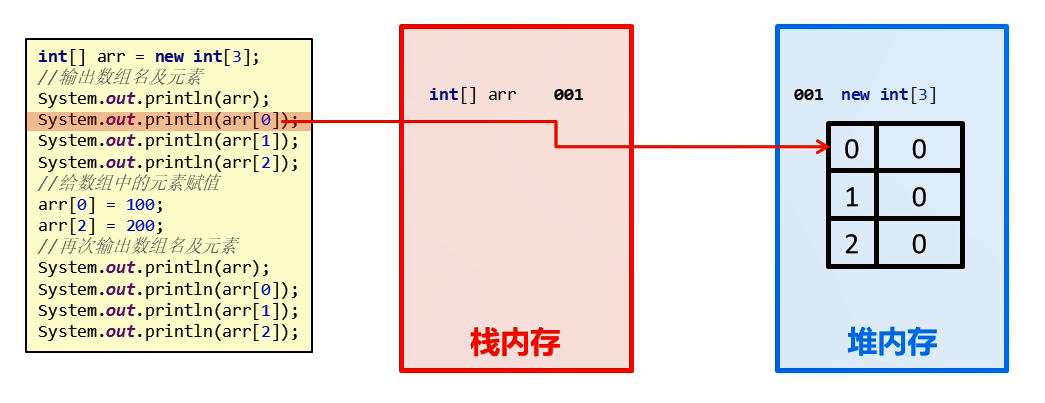 int[] arr = new int[3];
//输出数组名及元素
System.out.println(arr);
System.out.println(arr[0]);
System.out.println(arr[1]);
System.out.println(arr[2]);
//给数组中的元素赋值
arr[0] = 100;
arr[2] = 200;
//再次输出数组名及元素
System.out.println(arr);
System.out.println(arr[0]);
System.out.println(arr[1]);
System.out.println(arr[2]);
int[] arr 001
栈内存
001 new int[3]
0 0
1 0
2 0
堆内存